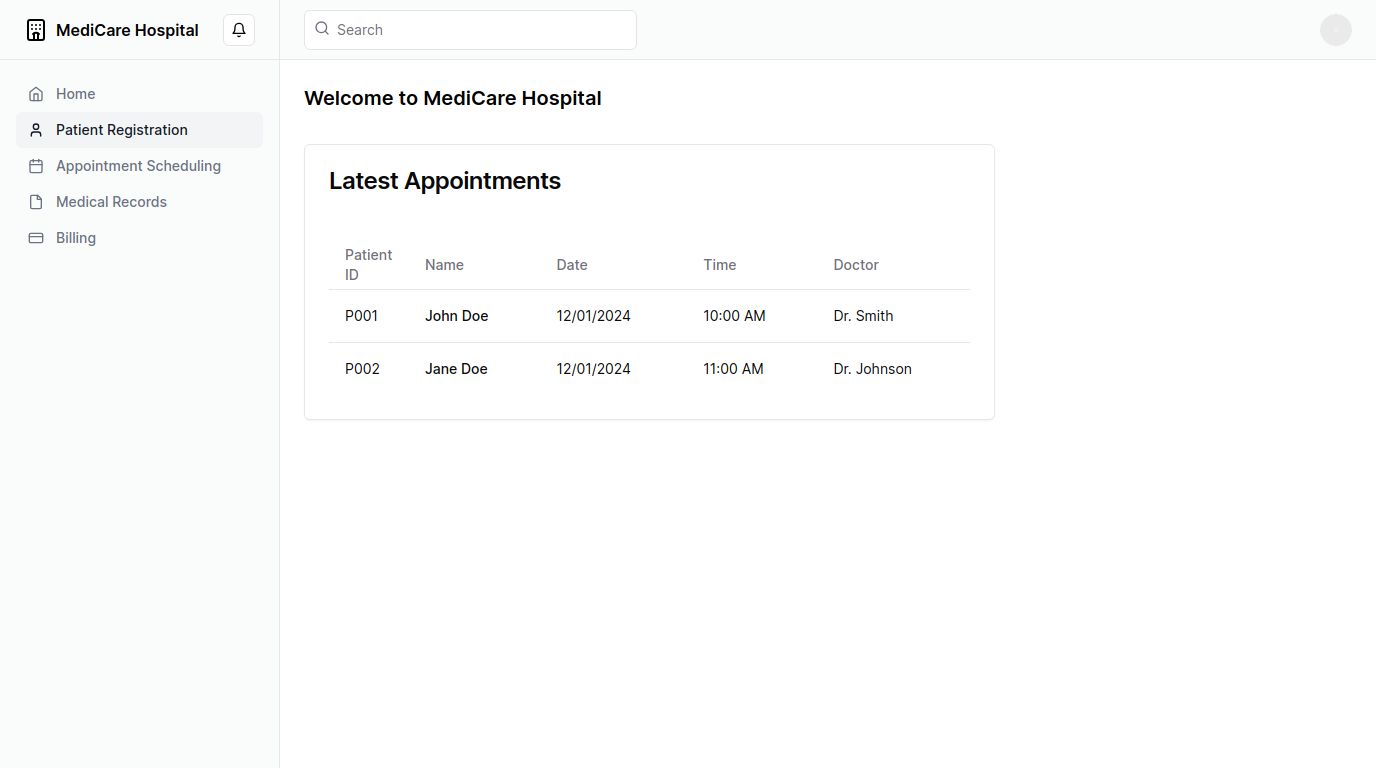 MediCare Hospital
Search
Home
Patient Registration
Appointment Scheduling
Medical Records
Billing
Welcome to MediCare Hospital
Latest Appointments
Patient ID Name Date Time Doctor
P001 John Doe 12/01/2024 10:00 AM Dr. Smith
P002 Jane Doe 12/01/2024 11:00 AM Dr. Johnson